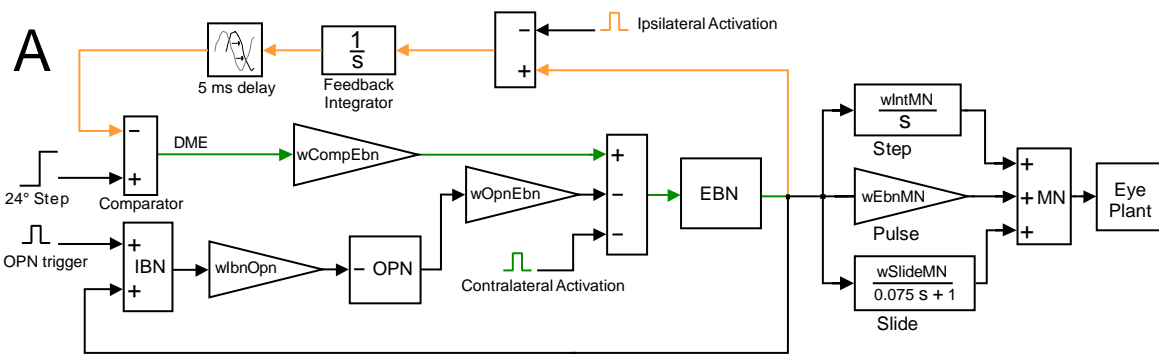 A
Ipsilateral Activation
−
+
1
s
5 ms delay
Feedback
Integrator
−
+
DME
wCompEbn
24° Step
Comparator
OPN trigger
+
+
IBN
wIbnOpn
− OPN
wOpnEbn
+
−
−
Contralateral Activation
EBN
wIntMN
s
Step
wEbnMN
Pulse
wSlideMN
0.075 s + 1
Slide
+
+ MN
+
Eye
Plant